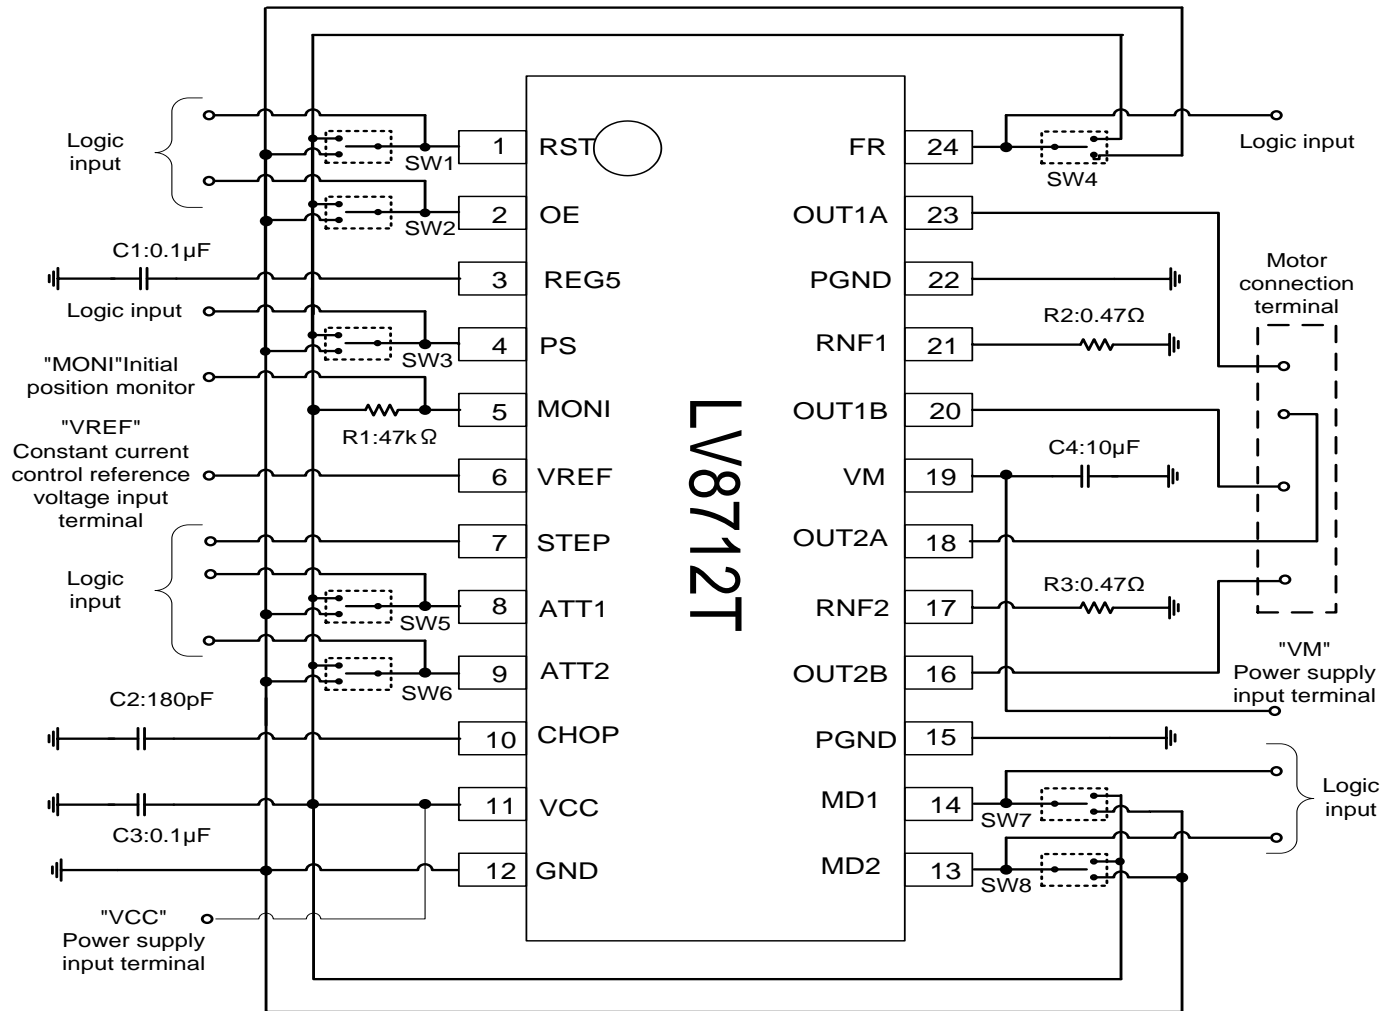 Logic
input
1
RST
SW1
2
OE
SW2
C1:0.1µF
3
REG5
Logic input
4
PS
SW3
"MONI"Initial
position monitor
5
MONI
R1:47k Ω
"VREF"
Constant current
control reference
voltage input
terminal
6
VREF
7
STEP
Logic
input
8
ATT1
SW5
9
ATT2
SW6
C2:180pF
10
CHOP
11
VCC
C3:0.1µF
12
GND
"VCC"
Power supply
input terminal
LV8712T
FR
24
SW4
Logic input
OUT1A
23
PGND
22
Motor
connection
terminal
R2:0.47Ω
RNF1
21
OUT1B
20
C4:10µF
VM
19
OUT2A
18
R3:0.47Ω
RNF2
17
OUT2B
16
"VM"
Power supply
input terminal
PGND
15
MD1
14
SW7
Logic
input
MD2
13
SW8